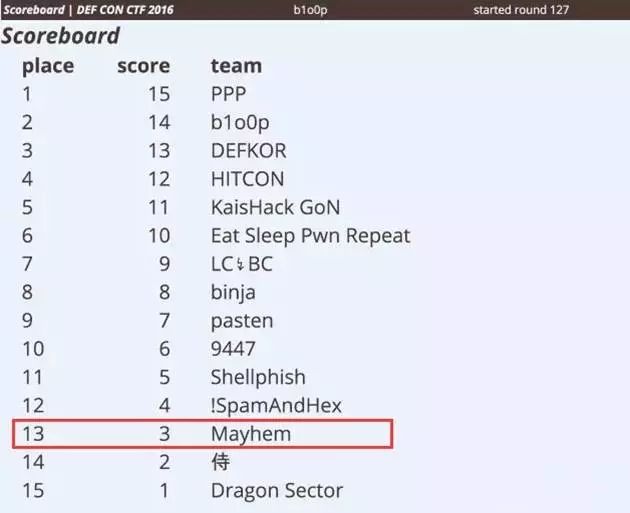 Scoreboard | DEF CON CTF 2016 b1o0p started round 127
Scoreboard
place score team
1 15 PPP
2 14 b1o0p
3 13 DEFKOR
4 12 HITCON
5 11 KaisHack GoN
6 10 Eat Sleep Pwn Repeat
7 9 LC↯BC
8 8 binja
9 7 pasten
10 6 9447
11 5 Shellphish
12 4 !SpamAndHex
13 3 Mayhem
14 2 侍
15 1 Dragon Sector